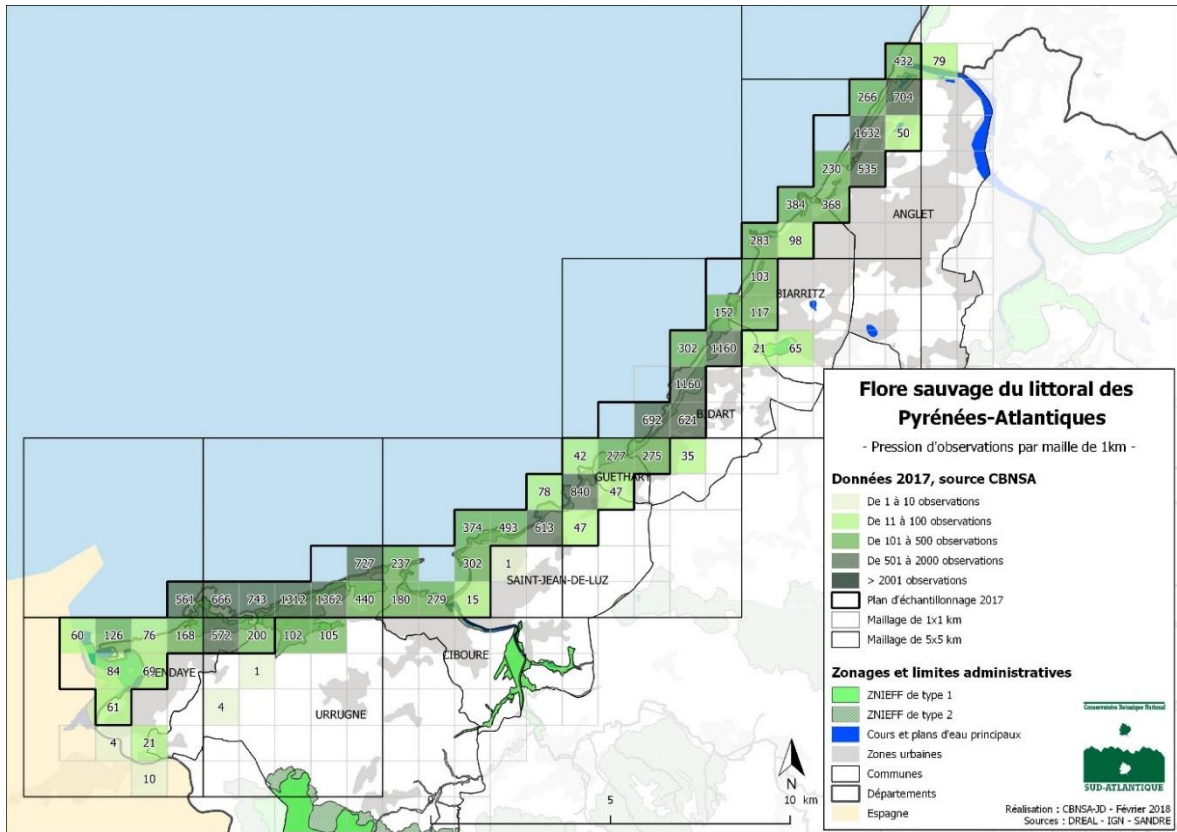 432 79
266 704
1632 50
230 535
384 368
ANGLET
283 98
103
BIARRITZ
152 117
302 1160 21 65
1160
BIDART
692 621
42 277 275 35
GUETHARY
78 840 47
374 493 613 47
727 237 302 1
SAINT-JEAN-DE-LUZ
561 666 743 1312 1362 440 180 279 15
60 126 76 168 572 200 102 105
CIBOURE
84 69 ENDAYE 1
61 4
URRUGNE
4 21
10
Flore sauvage du littoral des
Pyrénées-Atlantiques
- Pression d'observations par maille de 1km -
Données 2017, source CBNSA
De 1 à 10 observations
De 11 à 100 observations
De 101 à 500 observations
De 501 à 2000 observations
> 2001 observations
Plan d'échantillonnage 2017
Maillage de 1x1 km
Maillage de 5x5 km
Zonages et limites administratives
ZNIEFF de type 1
ZNIEFF de type 2
Cours et plans d'eau principaux
Zones urbaines
Communes
Départements
Espagne
Conservatoire Botanique National
SUD-ATLANTIQUE
Réalisation : CBNSA-JD - Février 2018
Sources : DREAL - IGN - SANDRE
N
0 5 10 km